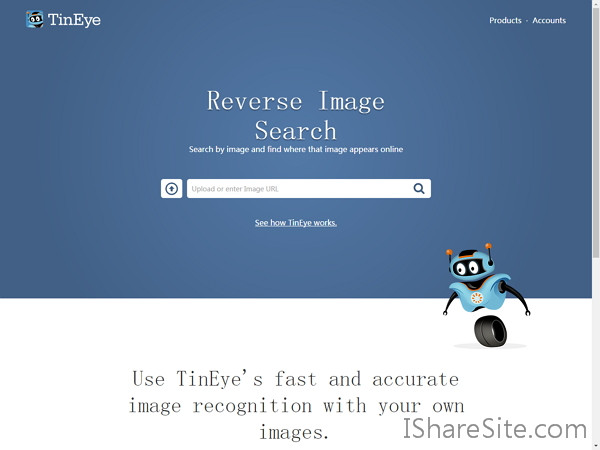 TinEye
Products · Accounts
Reverse Image
Search
Search by image and find where that image appears online
Upload or enter Image URL
See how TinEye works.
Use TinEye's fast and accurate
image recognition with your own
images.
IShareSite.com